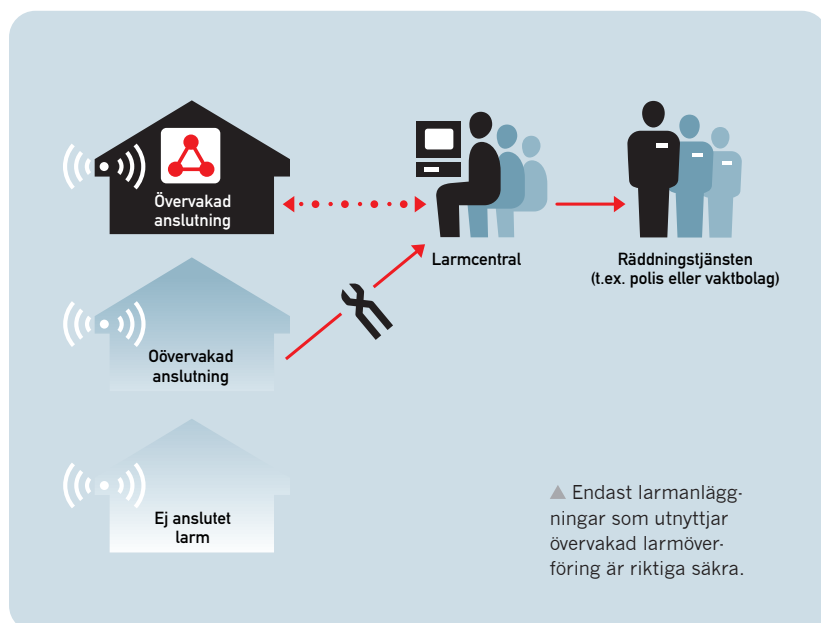 Övervakad
anslutning
Larmcentral
Räddningstjänsten
(t.ex. polis eller vaktbolag)
Oövervakad
anslutning
Ej anslutet
larm
▲ Endast larmanlägg-
ningar som utnyttjar
övervakad larmöver-
föring är riktiga säkra.